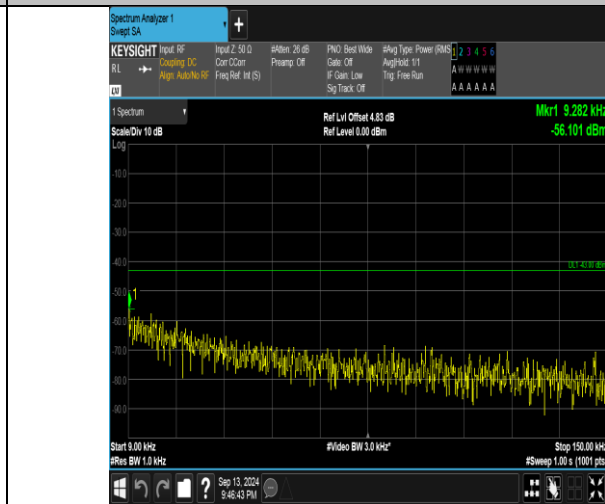 Spectrum Analyzer 1
Swept SA
+
KEYSIGHT
RL
LXI
Input: RF
Coupling: DC
Align: Auto/No RF
Input Z: 50 Ω
Corr CCorr
Freq Ref: Int (S)
#Atten: 26 dB
Preamp: Off
PNO: Best Wide
Gate: Off
IF Gain: Low
Sig Track: Off
#Avg Type: Power (RMS
Avg|Hold: 1/1
Trig: Free Run
1 2 3 4 5 6
A W W W W W
A A A A A A
1 Spectrum
Scale/Div 10 dB
Log
Ref Lvl Offset 4.83 dB
Ref Level 0.00 dBm
Mkr1 9.282 kHz
-56.101 dBm
-10.0
-20.0
-30.0
-40.0
DL1 -43.00 dBm
-50.0
1
-60.0
-70.0
-80.0
-90.0
Start 9.00 kHz
#Res BW 1.0 kHz
#Video BW 3.0 kHz*
Stop 150.00 kHz
#Sweep 1.00 s (1001 pts
?
Sep 13, 2024
9:46:43 PM